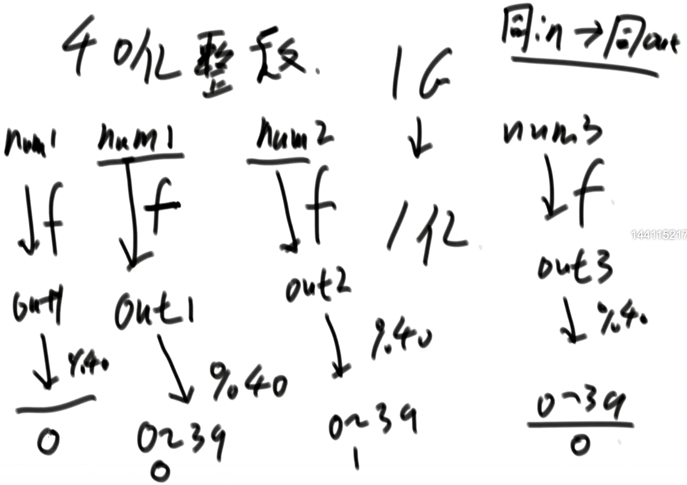 40亿整数.
1G
同in→同out
num1 num1 num2 num3
f f f f
1亿
144115217
out1 out1 out2 out3
%40 %40 %40 %40
0 0~39 0~39 0~39
0 1 0